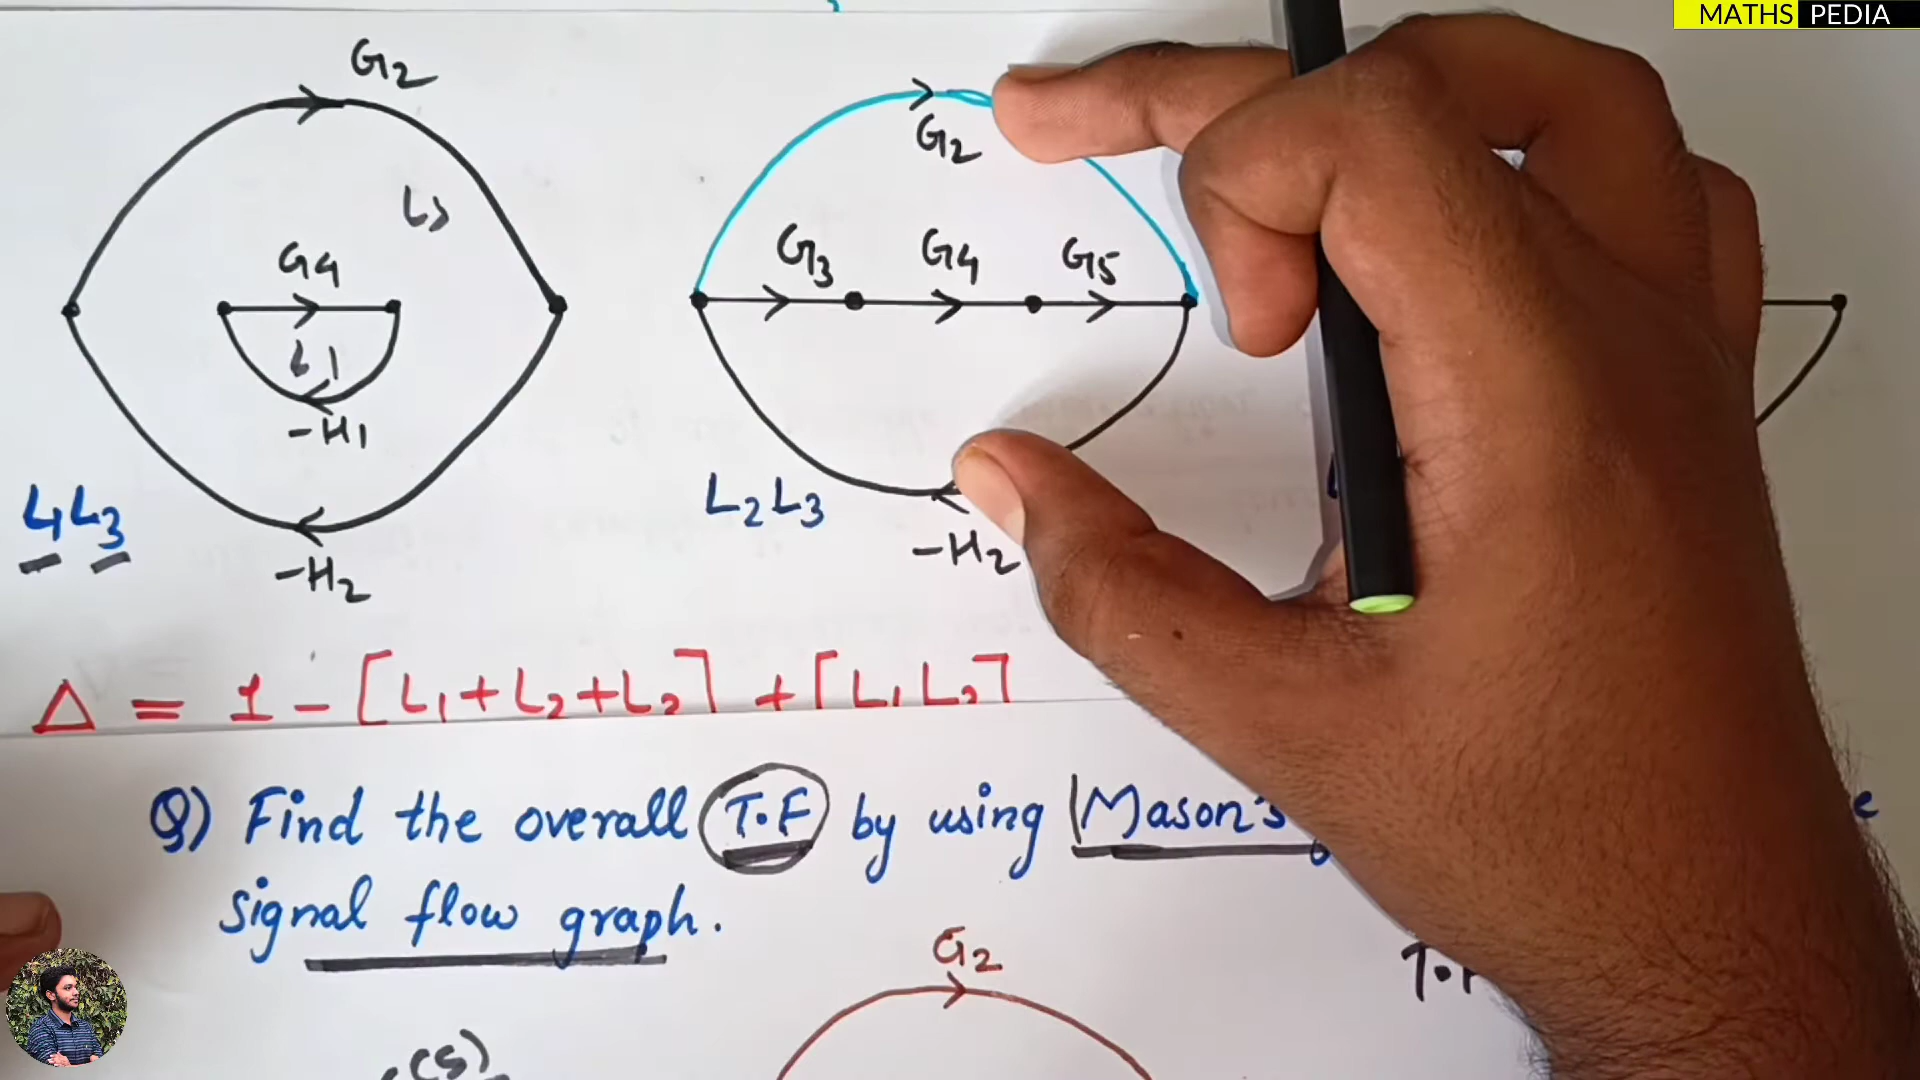 MATHS PEDIA
G2
G2
L3
G4
G3 G4 G5
L1
-H1
L1L3
L2L3
-H2
-H2
Δ = 1 - [L1+L2+L3] + [L1L3]
Q) Find the overall T.F by using Mason's
signal flow graph.
G2
T.F
(S)